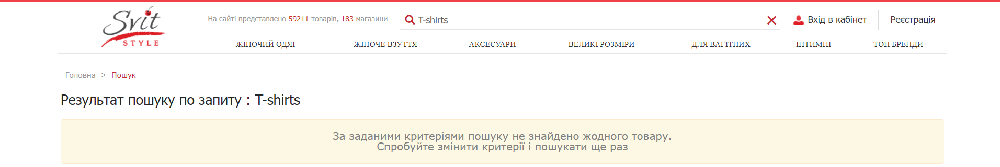 Svit
STYLE
На сайті представлено 59211 товарів, 183 магазини
T-shirts
Вхід в кабінет
Реєстрація
ЖІНОЧИЙ ОДЯГ
ЖІНОЧЕ ВЗУТТЯ
АКСЕСУАРИ
ВЕЛИКІ РОЗМІРИ
ДЛЯ ВАГІТНИХ
ІНТИМНІ
ТОП БРЕНДИ
Головна > Пошук
Результат пошуку по запиту : T-shirts
За заданими критеріями пошуку не знайдено жодного товару.
Спробуйте змінити критерії і пошукати ще раз